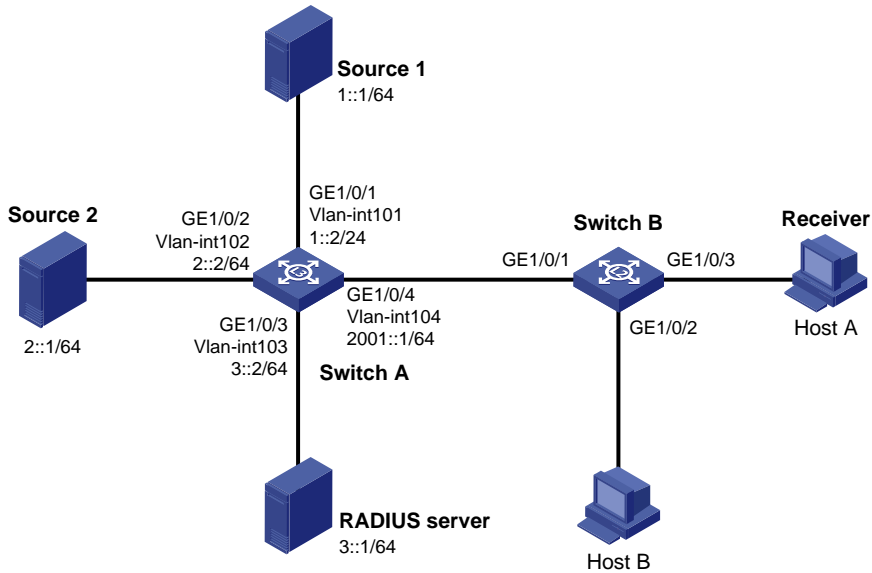 Source 1
1::1/64
GE1/0/1
Vlan-int101
1::2/24
Source 2
2::1/64
GE1/0/2
Vlan-int102
2::2/64
GE1/0/3
Vlan-int103
3::2/64
GE1/0/4
Vlan-int104
2001::1/64
Switch A
Switch B
GE1/0/1
GE1/0/3
GE1/0/2
Receiver
Host A
RADIUS server
3::1/64
Host B